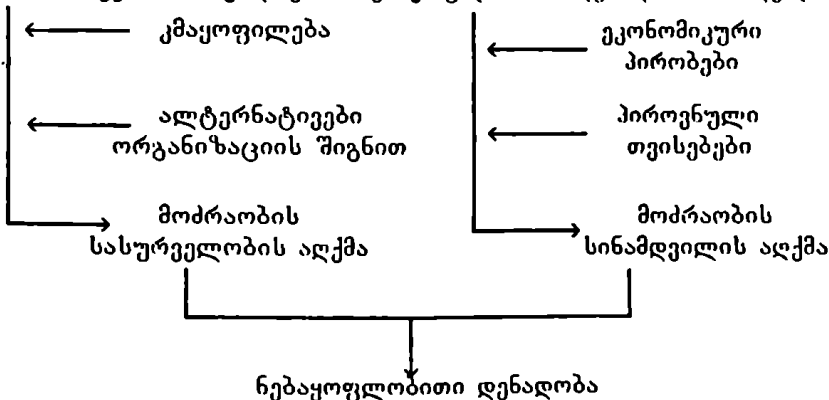 კმაყოფილება
ალტერნატივები
ორგანიზაციის შიგნით
მოძრაობის
სასურველობის აღქმა
ეკონომიკური
პირობები
პიროვნული
თვისებები
მოძრაობის
სინამდვილის აღქმა
ნებაყოფლობითი დენადობა